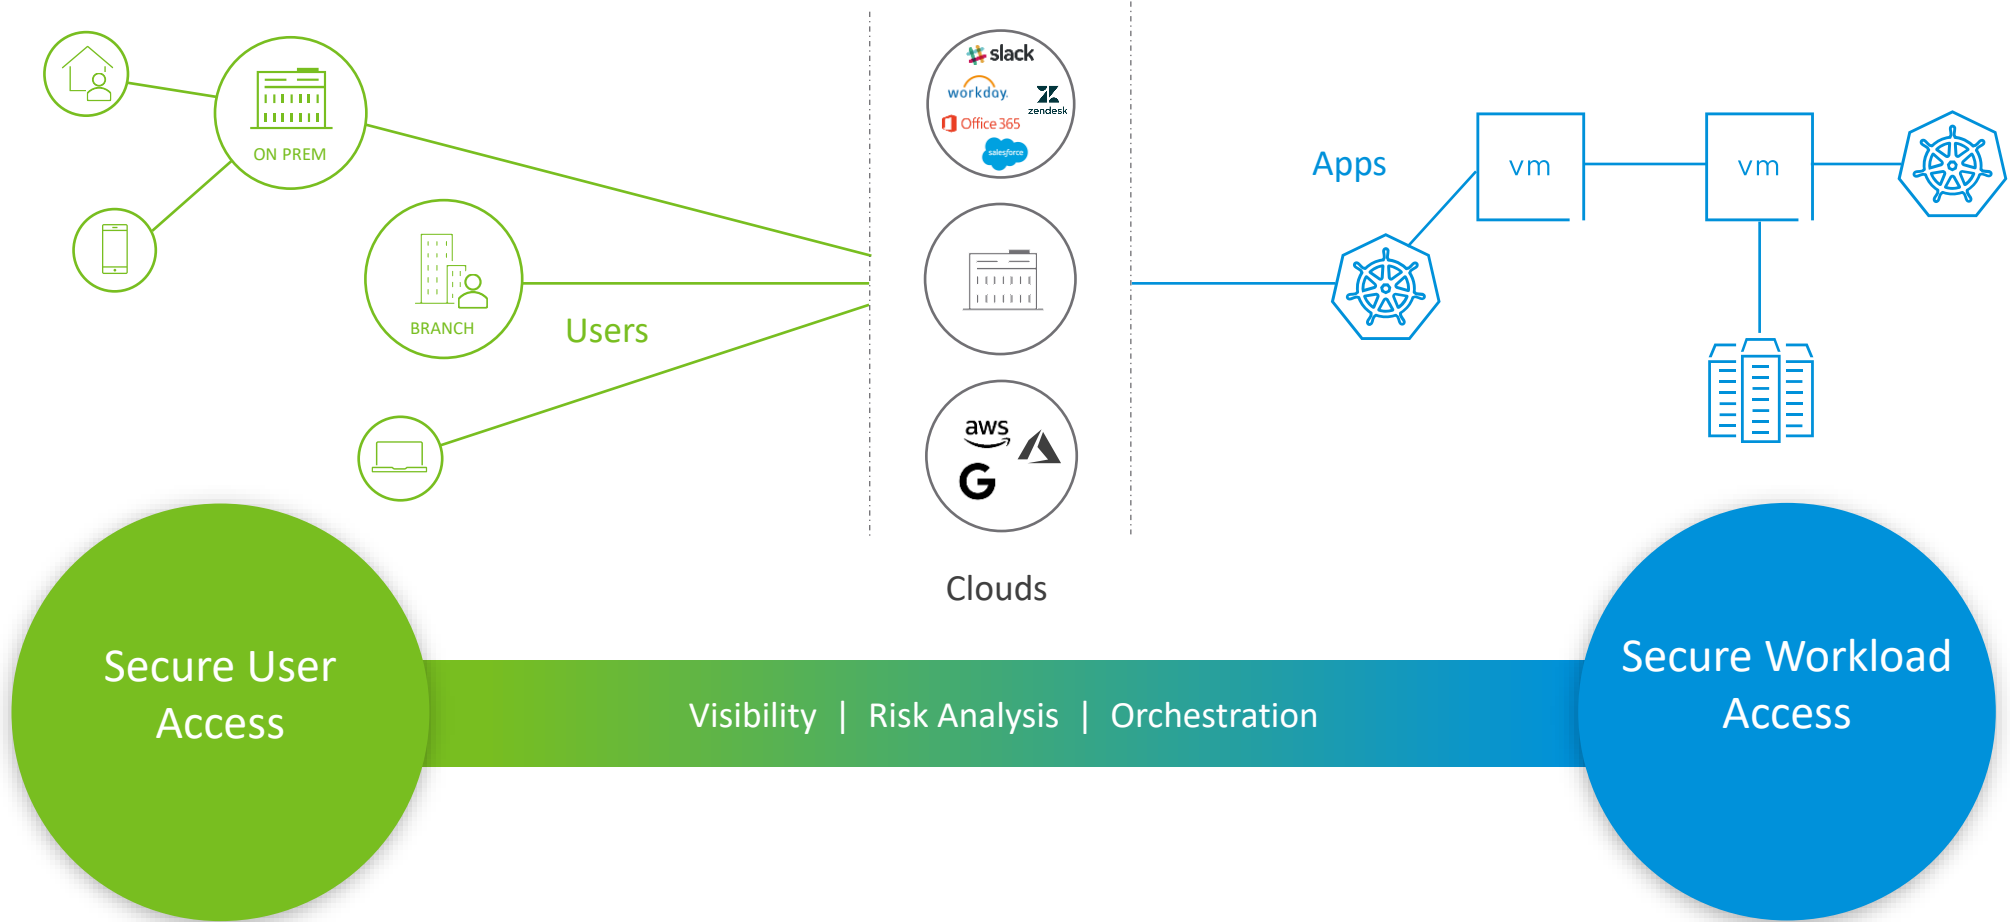 ON PREM
BRANCH
Users
slack
workday.
zendesk
Office 365
salesforce
aws
G
Clouds
Apps
vm
vm
Secure User
Access
Visibility | Risk Analysis | Orchestration
Secure Workload
Access